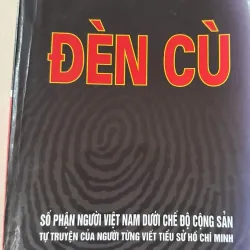 ĐÈN CÙ
SỐ PHẬN NGƯỜI VIỆT NAM DƯỚI CHẾ ĐỘ CỘNG SẢN
TỰ TRUYỆN CỦA NGƯỜI TỪNG VIẾT TIỂU SỬ HỒ CHÍ MINH